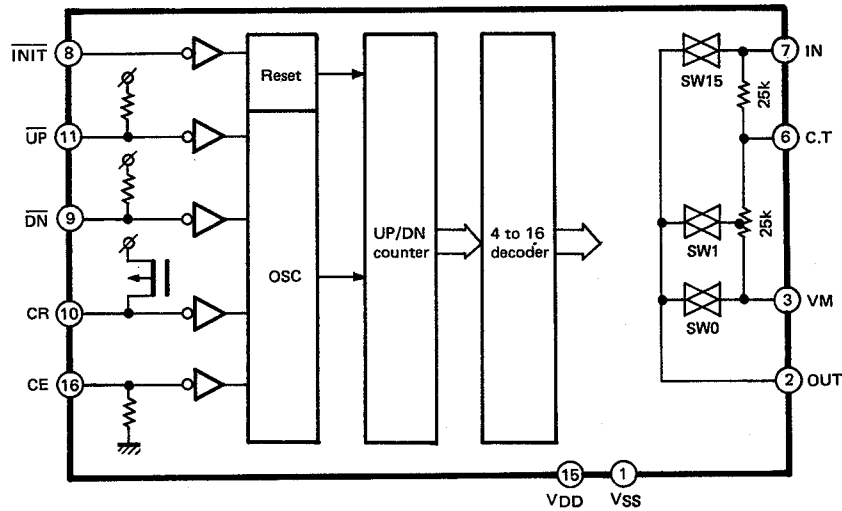 INIT
8
UP
11
DN
9
CR
10
CE
16
Reset
OSC
UP/DN
counter
4 to 16
decoder
SW15
SW1
SW0
25k
25k
7
IN
6
C.T
3
VM
2
OUT
15
VDD
1
VSS